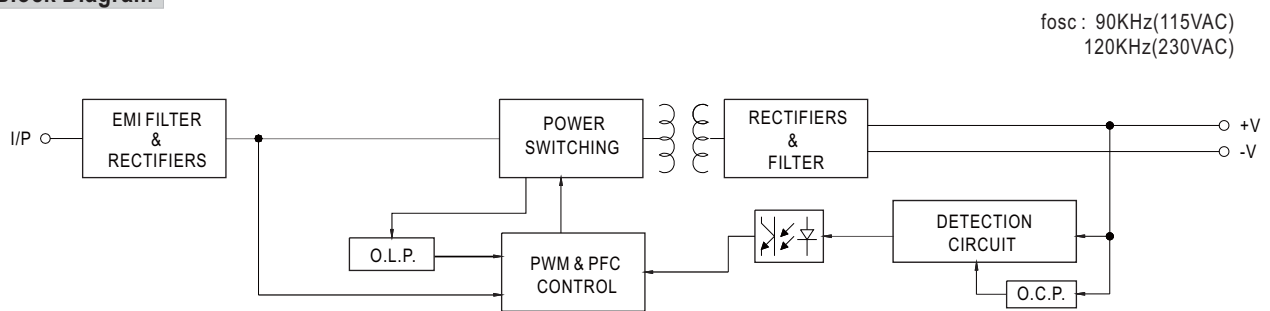 Block Diagram
fosc : 90KHz(115VAC)
120KHz(230VAC)
I/P
EMI FILTER
&
RECTIFIERS
POWER
SWITCHING
RECTIFIERS
&
FILTER
+V
-V
O.L.P.
PWM & PFC
CONTROL
DETECTION
CIRCUIT
O.C.P.